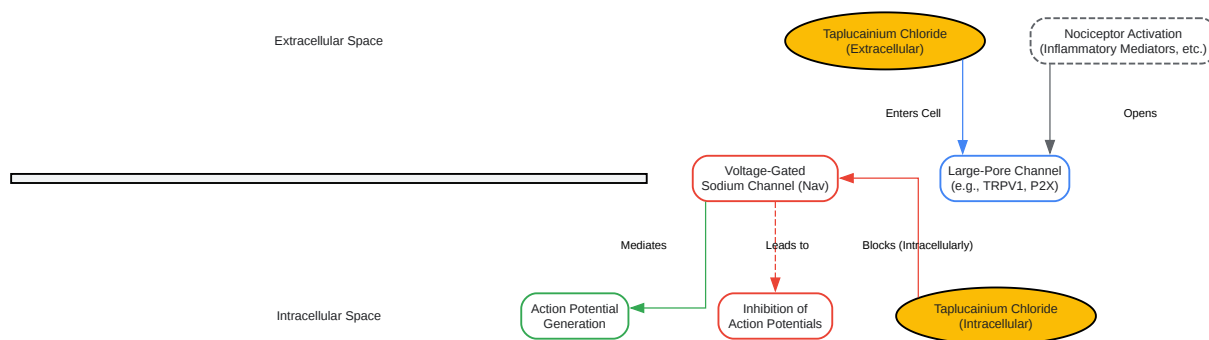 Extracellular Space
Taplucainium Chloride
(Extracellular)
Nociceptor Activation
(Inflammatory Mediators, etc.)
Enters Cell
Opens
Voltage-Gated
Sodium Channel (Nav)
Large-Pore Channel
(e.g., TRPV1, P2X)
Mediates
Leads to
Blocks (Intracellularly)
Intracellular Space
Action Potential
Generation
Inhibition of
Action Potentials
Taplucainium Chloride
(Intracellular)